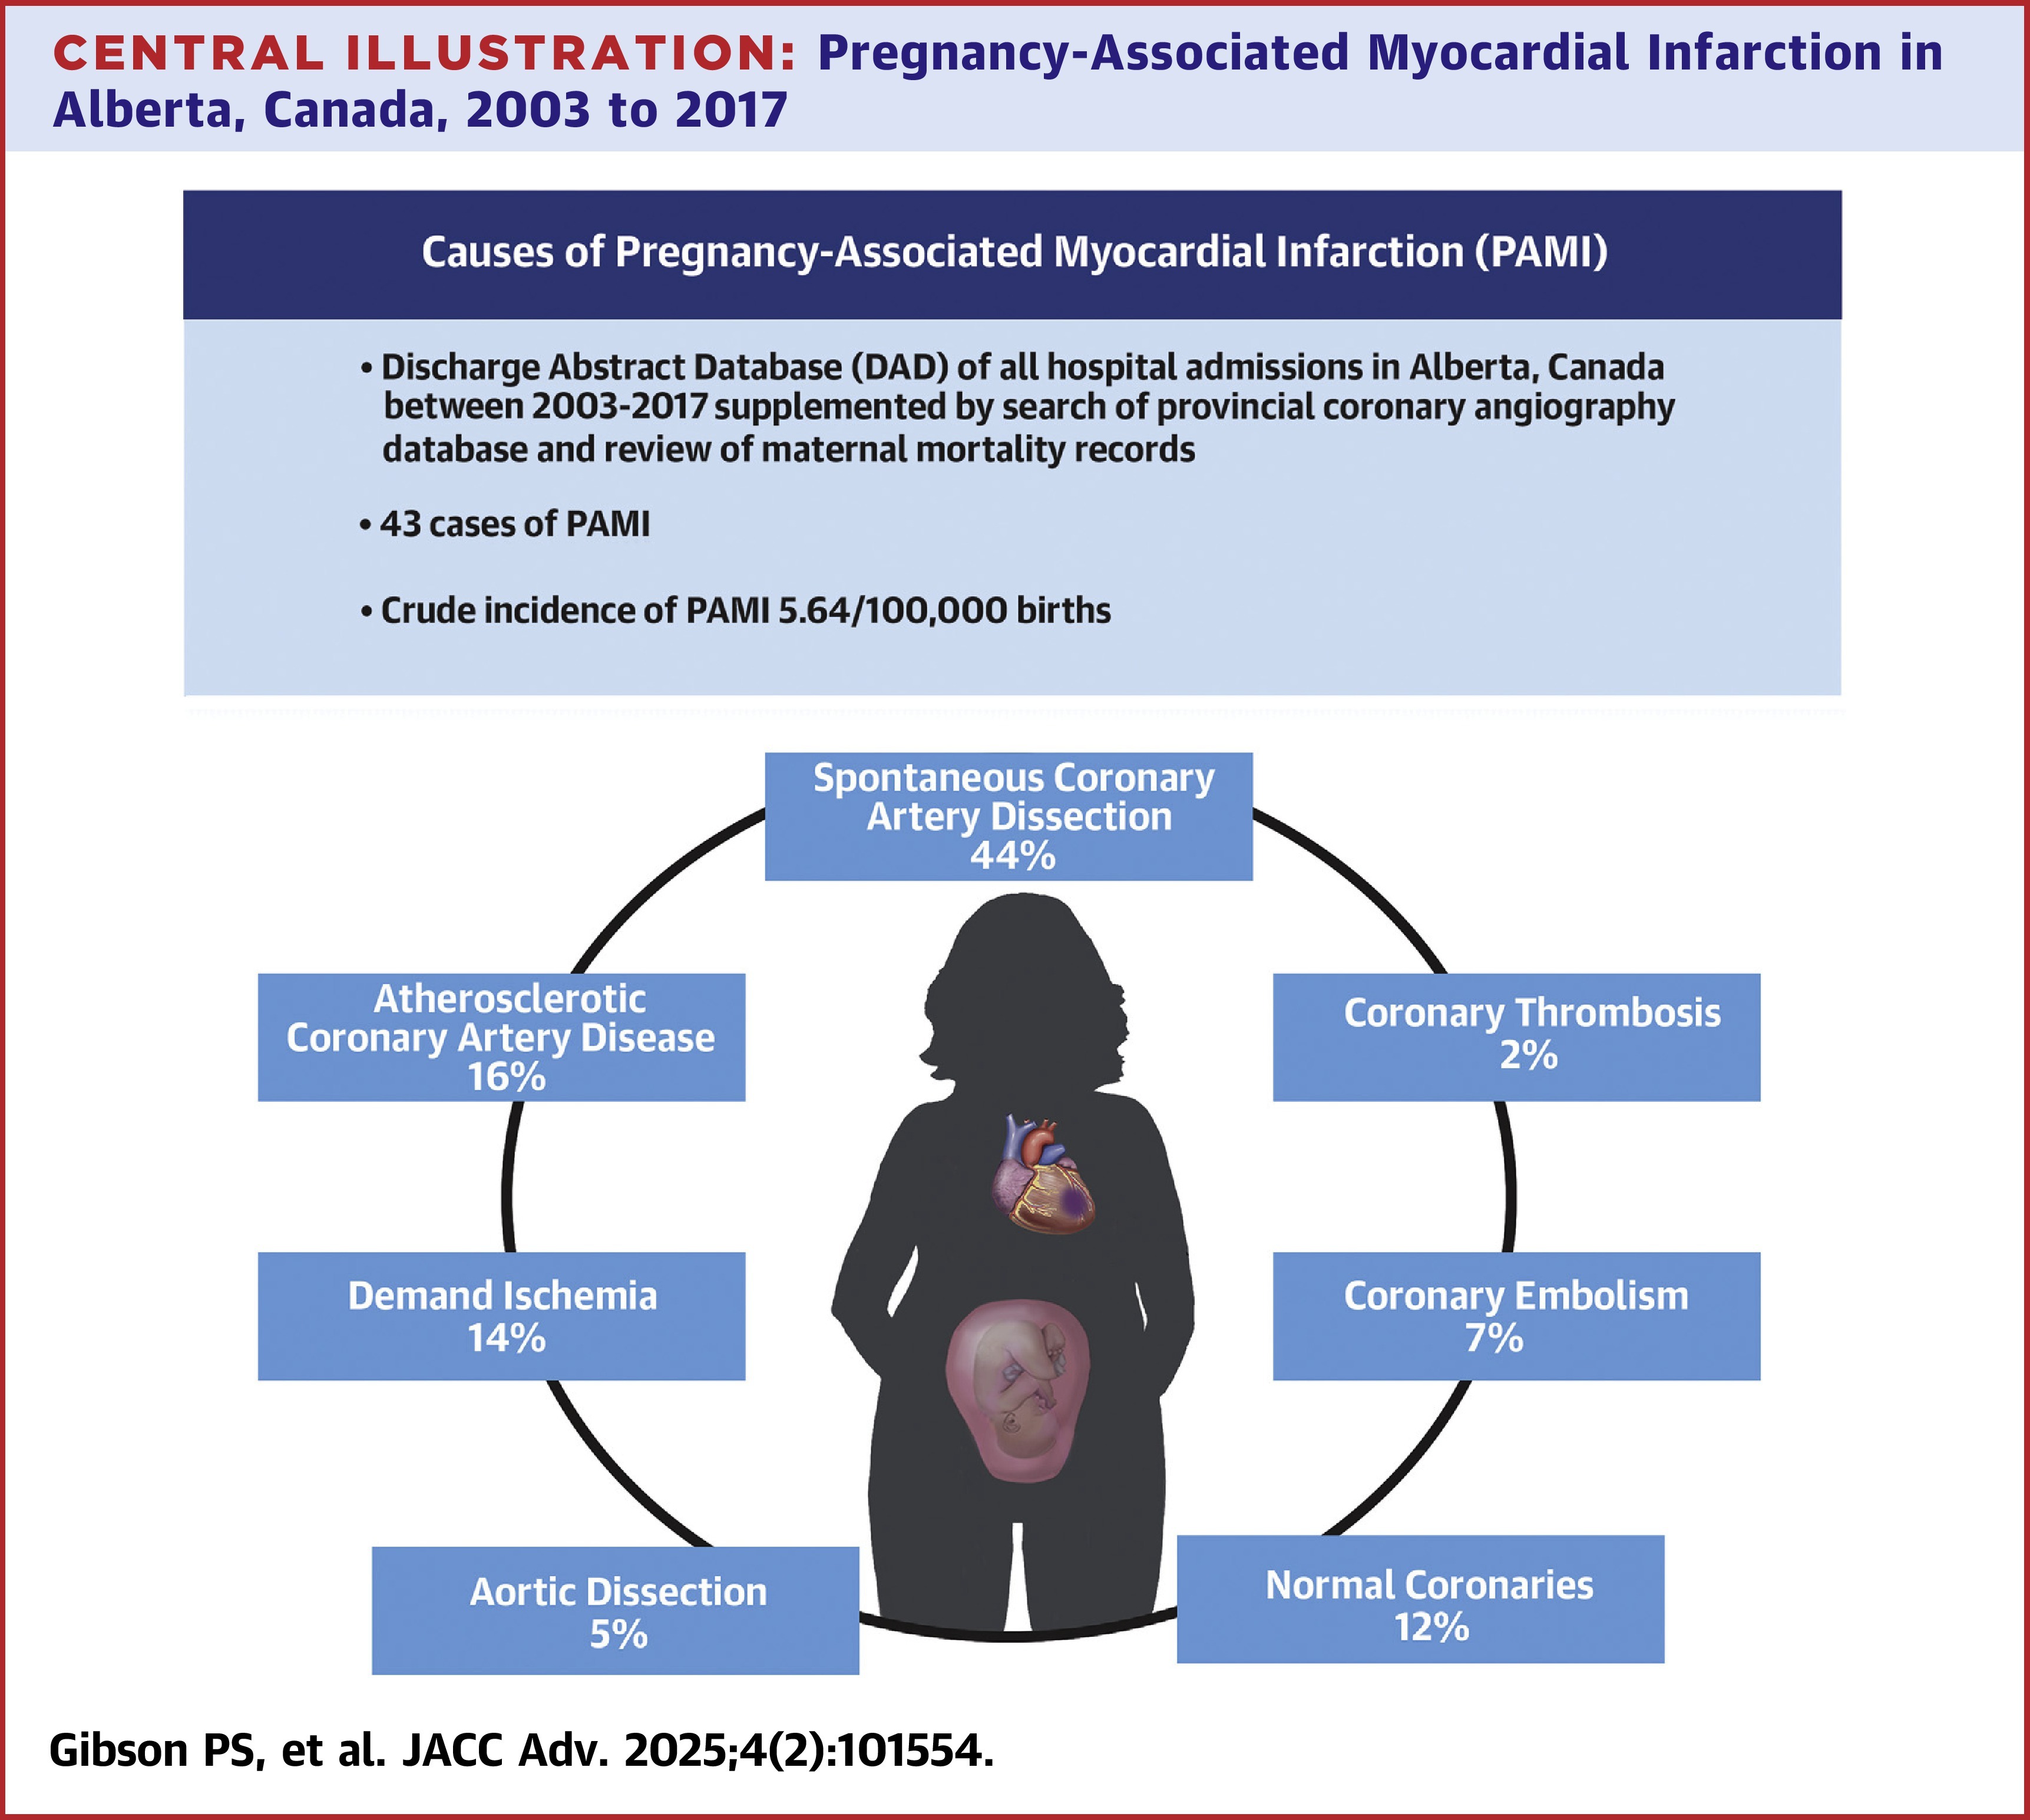 CENTRAL ILLUSTRATION: Pregnancy-Associated Myocardial Infarction in
Alberta, Canada, 2003 to 2017
Causes of Pregnancy-Associated Myocardial Infarction (PAMI)
• Discharge Abstract Database (DAD) of all hospital admissions in Alberta, Canada
between 2003-2017 supplemented by search of provincial coronary angiography
database and review of maternal mortality records
• 43 cases of PAMI
• Crude incidence of PAMI 5.64/100,000 births
Spontaneous Coronary
Artery Dissection
44%
Atherosclerotic
Coronary Artery Disease
16%
Coronary Thrombosis
2%
Demand Ischemia
14%
Coronary Embolism
7%
Aortic Dissection
5%
Normal Coronaries
12%
Gibson PS, et al. JACC Adv. 2025;4(2):101554.